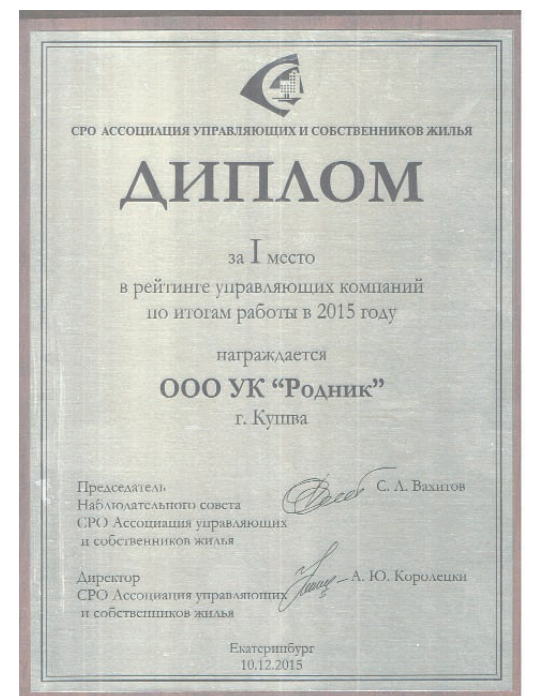 СРО АССОЦИАЦИЯ УПРАВЛЯЮЩИХ И СОБСТВЕННИКОВ ЖИЛЬЯ
ДИПЛОМ
за I место
в рейтинге управляющих компаний
по итогам работы в 2015 году
награждается
ООО УК “Родник”
г. Кушва
Председатель
Наблюдательного совета
СРО Ассоциация управляющих
и собственников жилья
С. Л. Вахитов
Директор
СРО Ассоциация управляющих
и собственников жилья
А. Ю. Королецки
Екатеринбург
10.12.2015